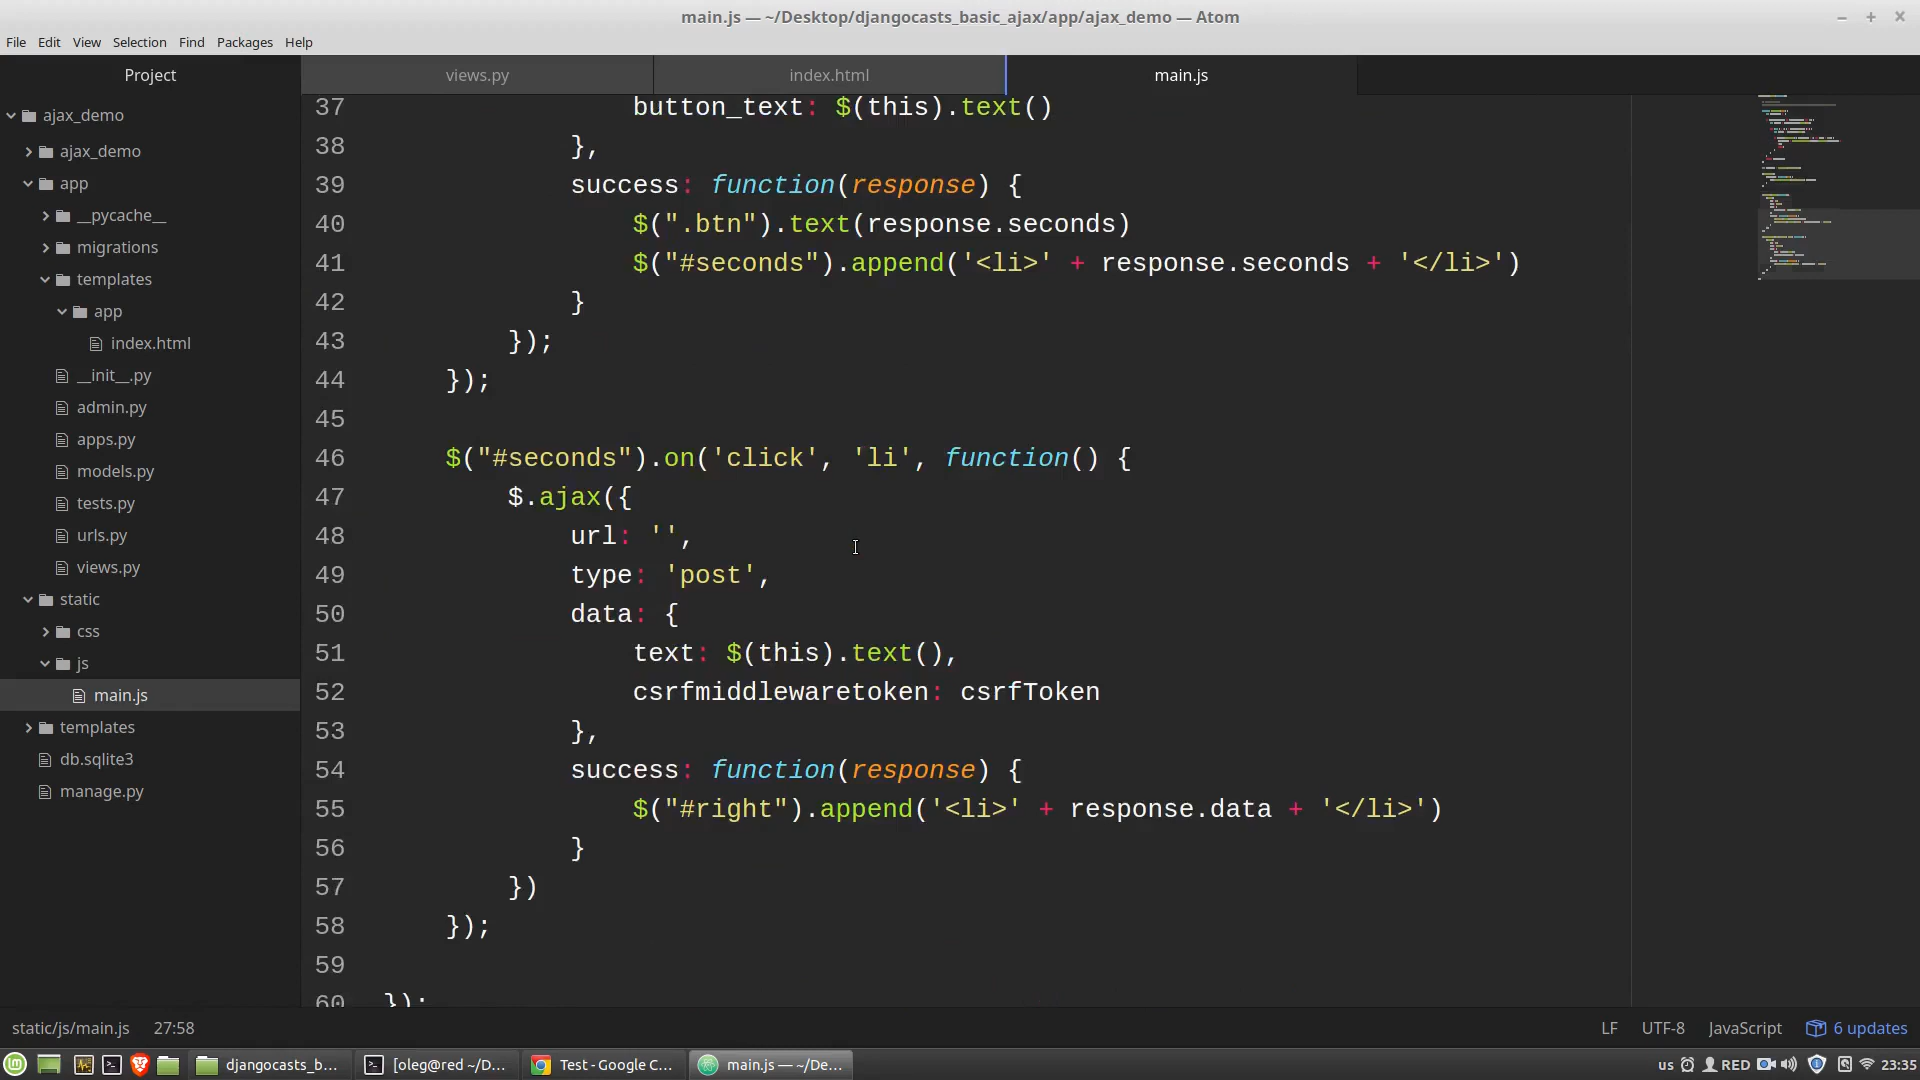 main.js — ~/Desktop/djangocasts_basic_ajax/app/ajax_demo — Atom
File Edit View Selection Find Packages Help
Project
ajax_demo
ajax_demo
app
__pycache__
migrations
templates
app
index.html
__init__.py
admin.py
apps.py
models.py
tests.py
urls.py
views.py
static
css
js
main.js
templates
db.sqlite3
manage.py
views.py index.html main.js
37 button_text: $(this).text()
38 },
39 success: function(response) {
40 $(".btn").text(response.seconds)
41 $("#seconds").append('<li>' + response.seconds + '</li>')
42 }
43 });
44 });
45
46 $("#seconds").on('click', 'li', function() {
47 $.ajax({
48 url: '',
49 type: 'post',
50 data: {
51 text: $(this).text(),
52 csrfmiddlewaretoken: csrfToken
53 },
54 success: function(response) {
55 $("#right").append('<li>' + response.data + '</li>')
56 }
57 })
58 });
59
60 });
static/js/main.js 27:58 LF UTF-8 JavaScript 6 updates
djangocasts_b... [oleg@red ~/D... Test - Google C... main.js — ~/De... us RED 23:35